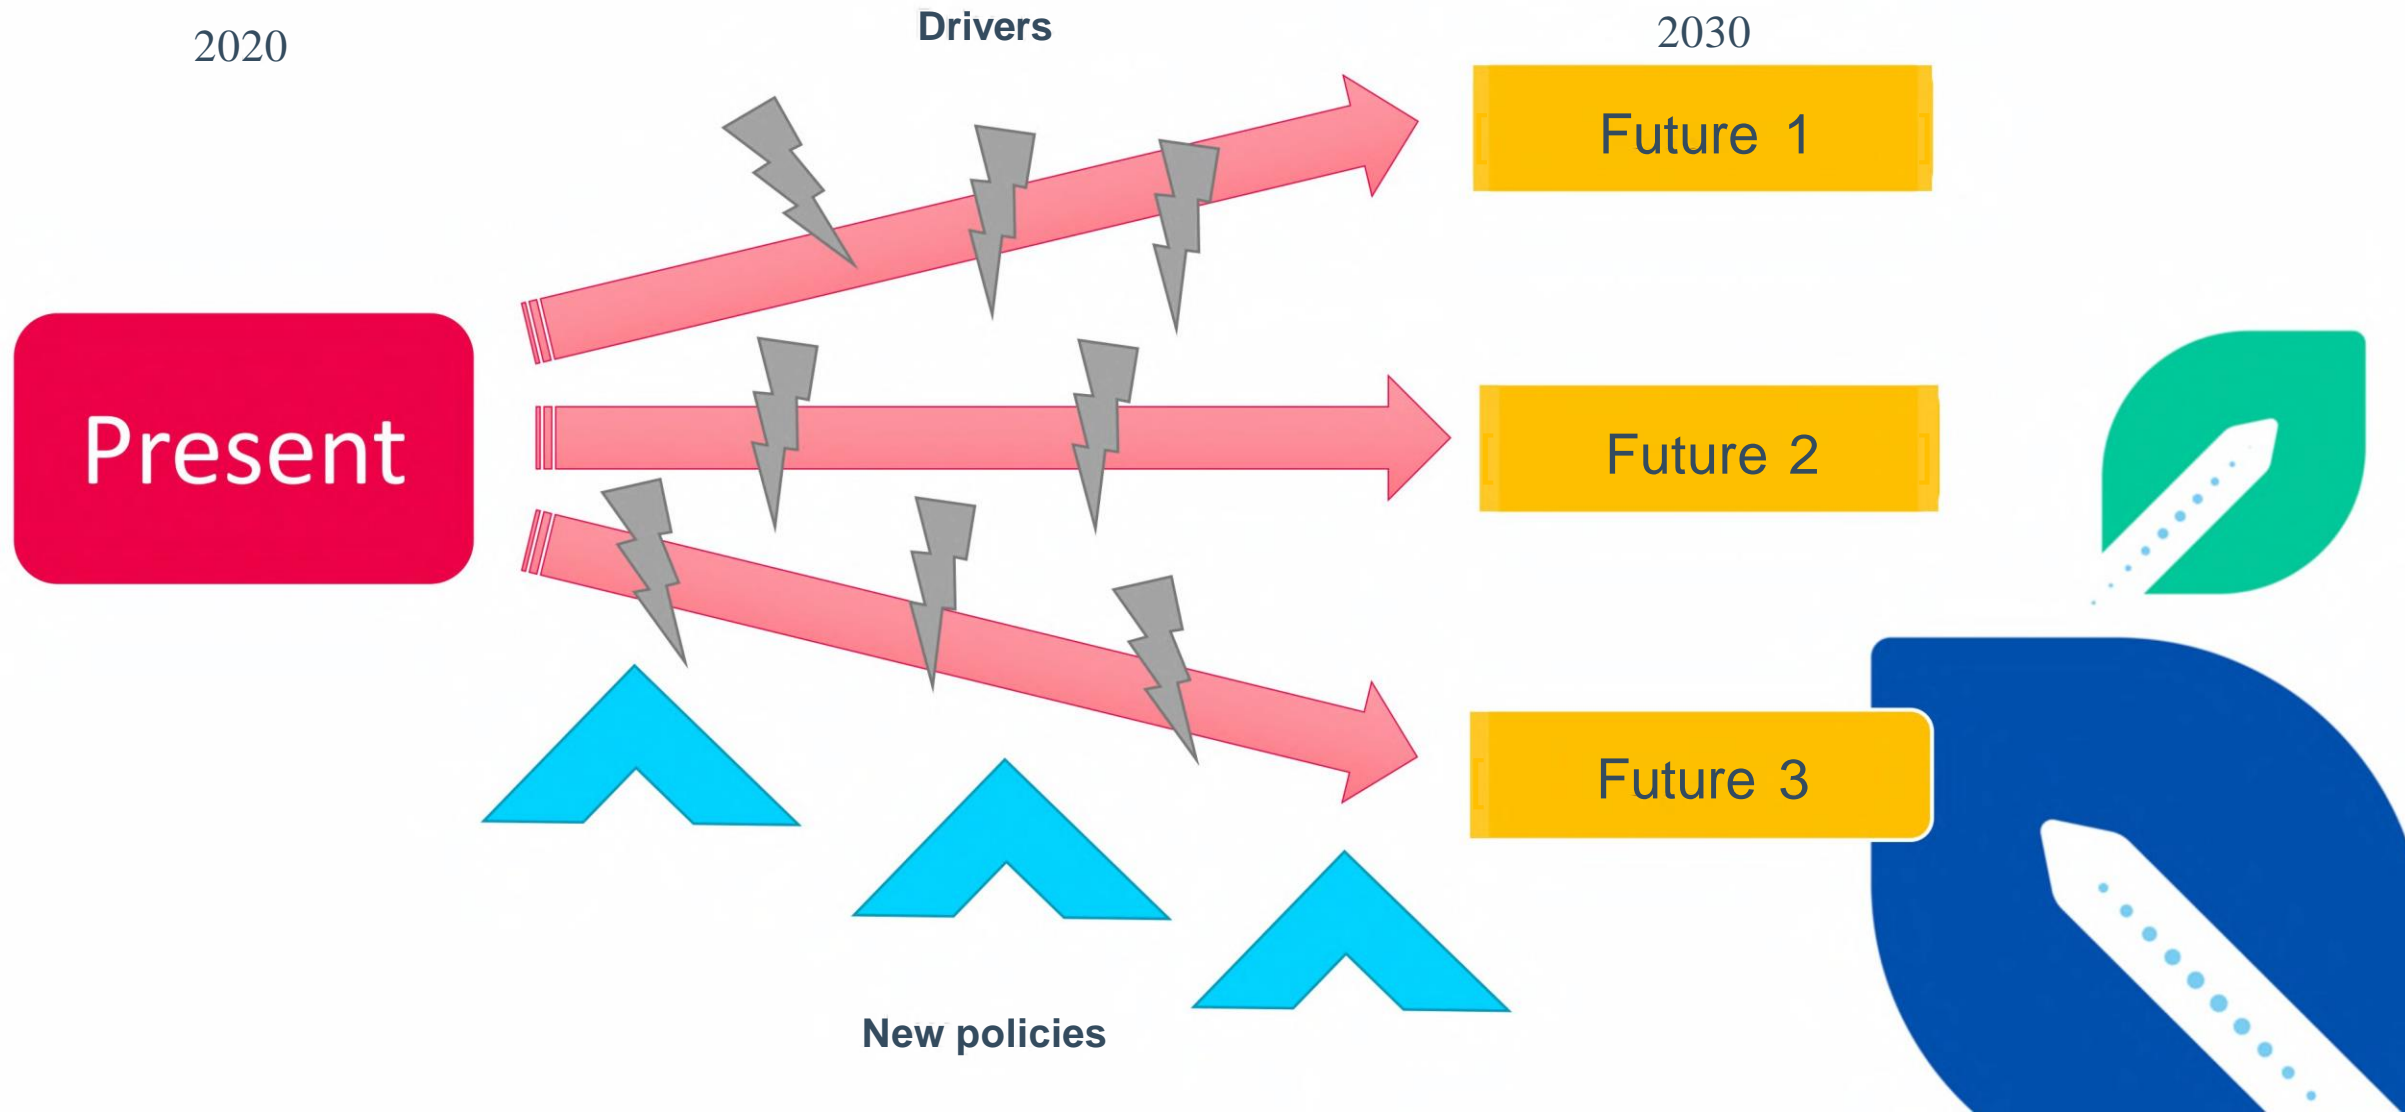 2020
Drivers
2030
Future 1
Present
Future 2
Future 3
New policies